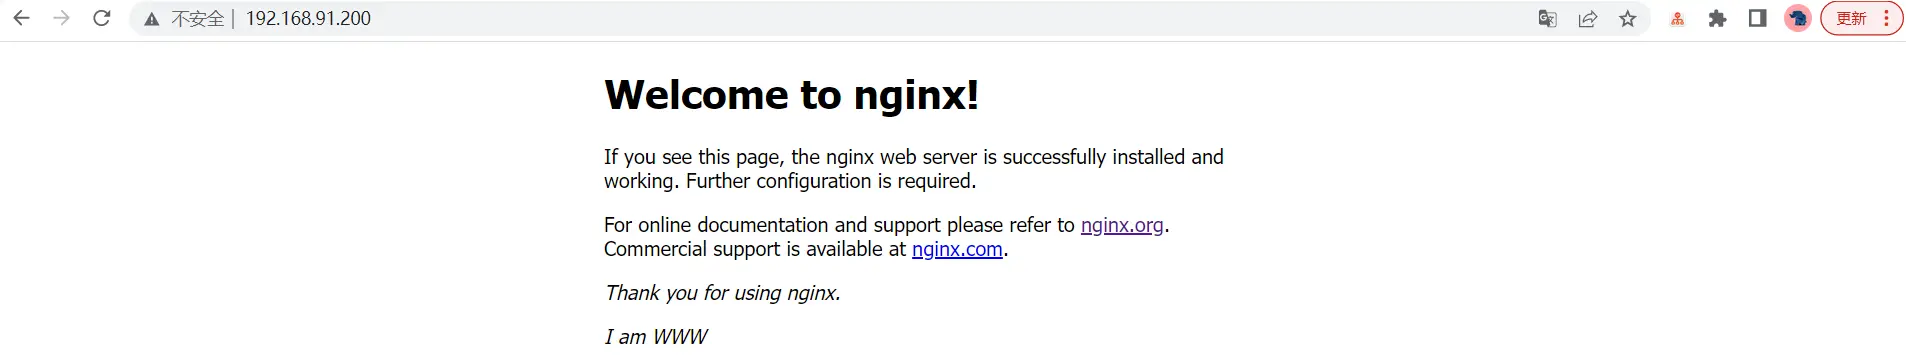 不安全 | 192.168.91.200
更新
Welcome to nginx!
If you see this page, the nginx web server is successfully installed and
working. Further configuration is required.
For online documentation and support please refer to nginx.org.
Commercial support is available at nginx.com.
Thank you for using nginx.
I am WWW